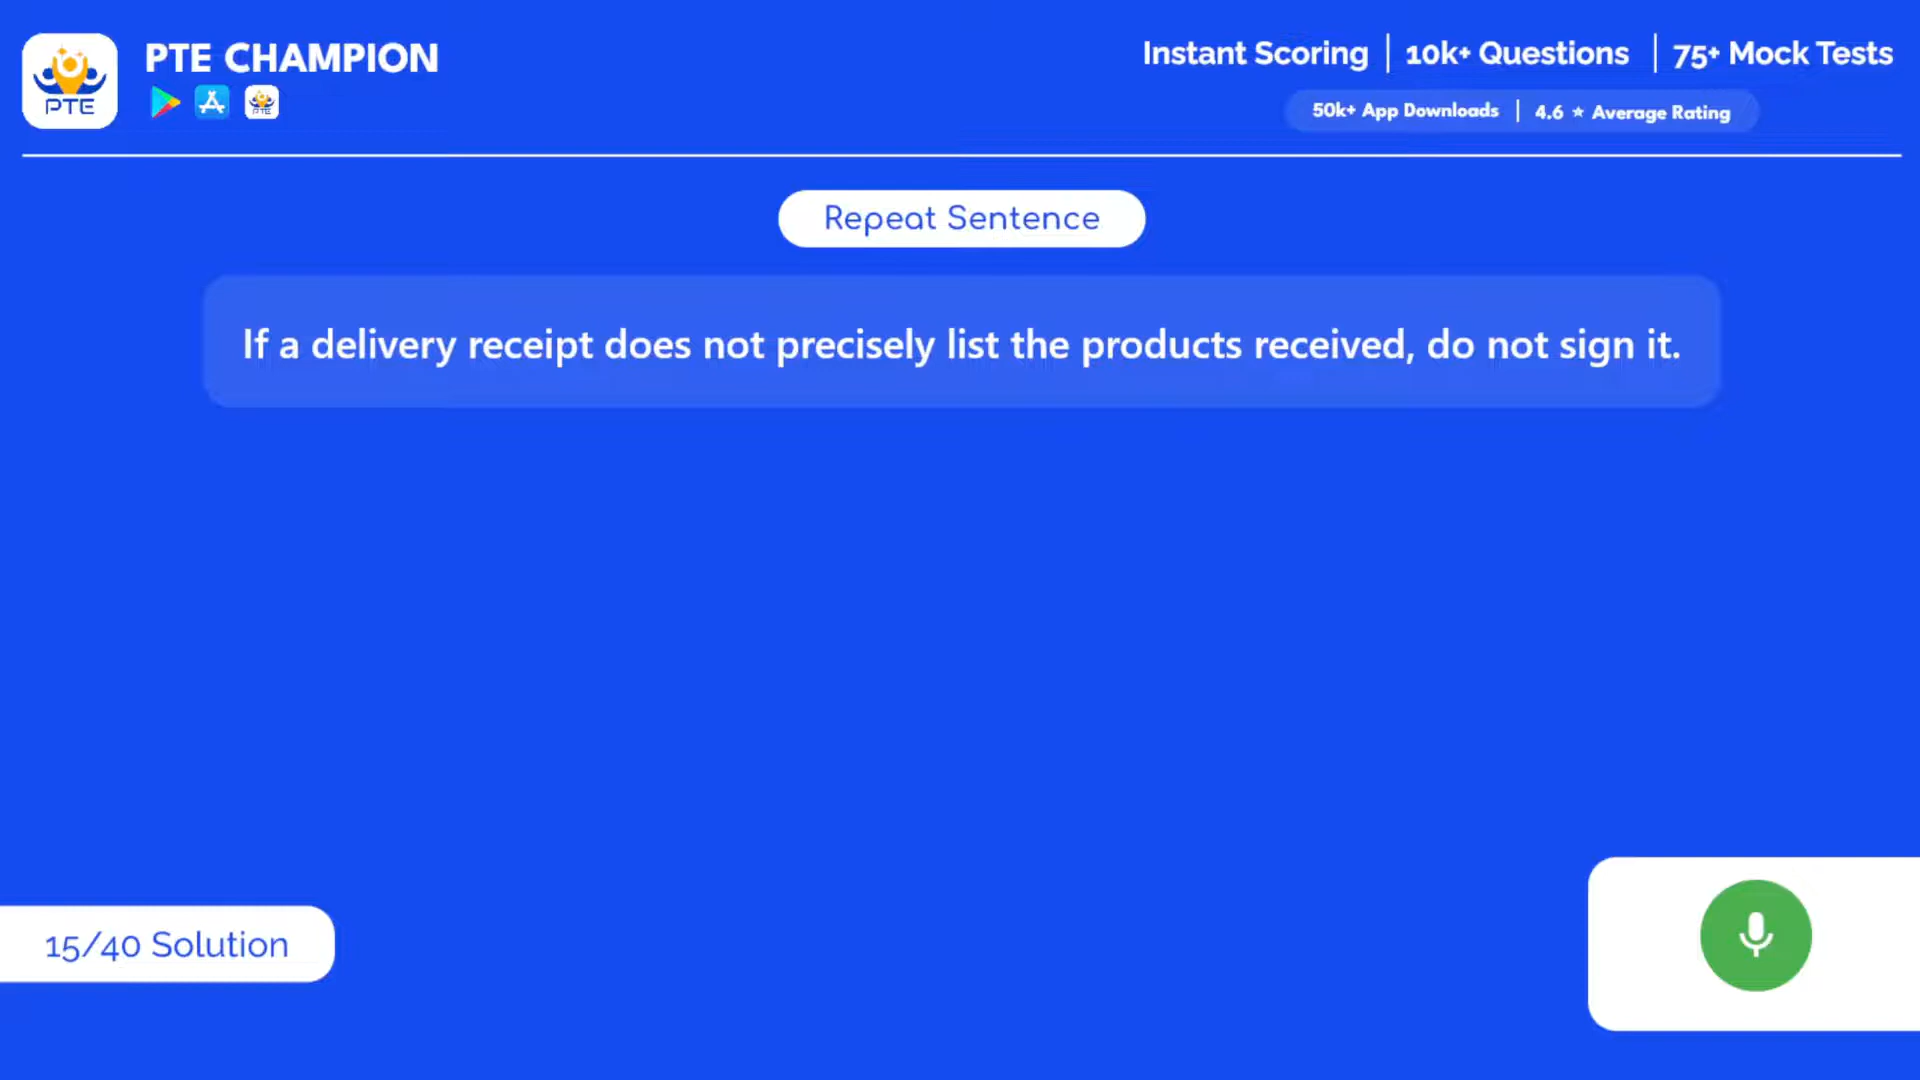 PTE CHAMPION
PTE
PTE
Instant Scoring | 10k+ Questions | 75+ Mock Tests
50k+ App Downloads | 4.6 ★ Average Rating
Repeat Sentence
If a delivery receipt does not precisely list the products received, do not sign it.
15/40 Solution